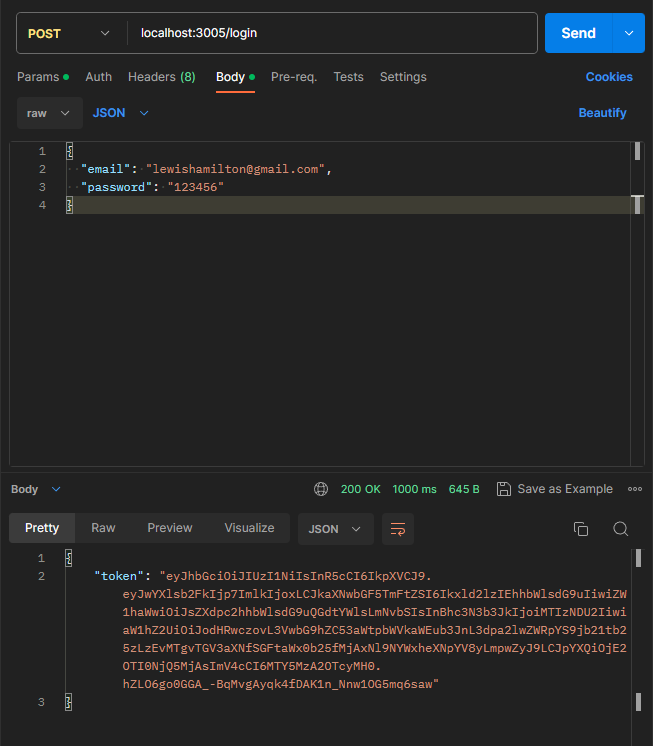 POST
localhost:3005/login
Send
Params
Auth
Headers (8)
Body
Pre-req.
Tests
Settings
Cookies
raw
JSON
Beautify
1 {
2 "email": "lewishamilton@gmail.com",
3 "password": "123456"
4 }
Body
200 OK
1000 ms
645 B
Save as Example
Pretty
Raw
Preview
Visualize
JSON
1 {
2 "token": "eyJhbGciOiJIUzI1NiIsInR5cCI6IkpXVCJ9.
eyJwYXlsb2FkIjp7ImlkIjoxLCJkaXNwbGF5TmFtZSI6Ikxld2lzIEhhbWlsdG9uIiwiZW
1haWwiOiJsZXdpc2hhbWlsdG9uQGdtYWlsLmNvbSIsInBhc3N3b3JkIjoiMTIzNDU2Iiwi
aW1hZ2UiOiJodHRwczovL3VwbG9hZC53aWtpbWVkaWEub3JnL3dpa2lwZWRpYS9jb21tb2
5zLzEvMTgvTGV3aXNfSGFtaWx0b25fMjAxNl9NYWxheXNpYV8yLmpwZyJ9LCJpYXQiOjE2
OTI0NjQ5MjAsImV4cCI6MTY5MzA2OTcyMH0.
hZLO6go0GGA_-BqMvgAyqk4fDAK1n_Nnw1OG5mq6saw"
3 }